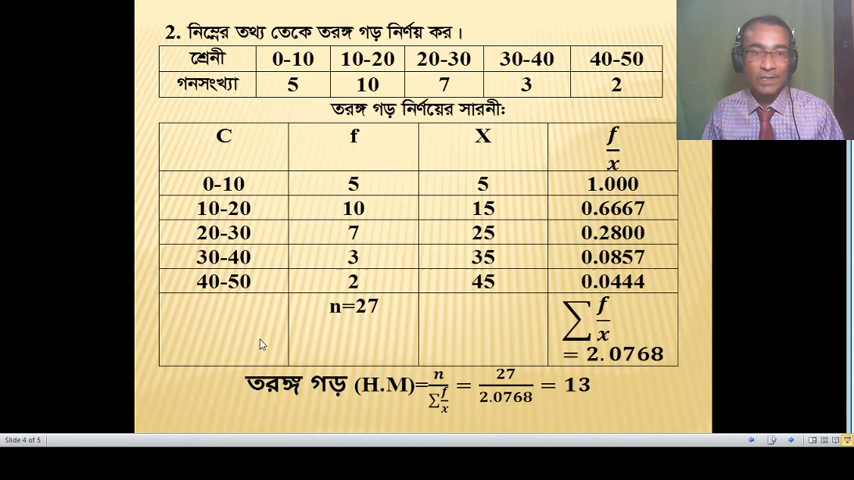 2. নিম্নের তথ্য তেকে তরঙ্গ গড় নির্ণয় কর।
শ্রেনী 0-10 10-20 20-30 30-40 40-50
গনসংখ্যা 5 10 7 3 2
তরঙ্গ গড় নির্ণয়ের সারনী:
C f X f/x
0-10 5 5 1.000
10-20 10 15 0.6667
20-30 7 25 0.2800
30-40 3 35 0.0857
40-50 2 45 0.0444
n=27 ∑ f/x
= 2.0768
তরঙ্গ গড় (H.M)= n/∑f/x = 27/2.0768 = 13
Slide 4 of 5